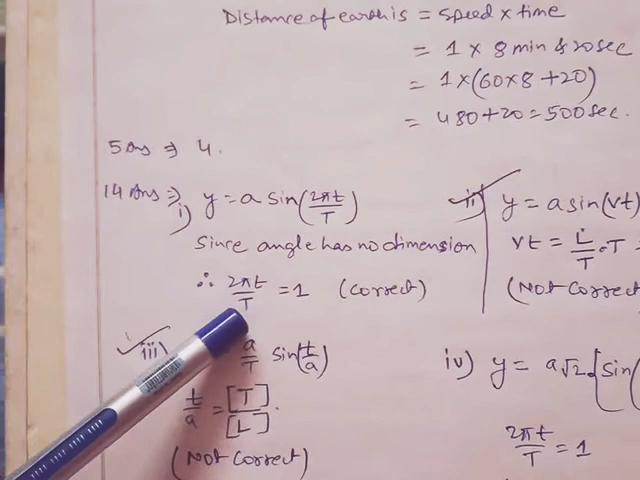 Distance of earth is = speed × time
= 1 × 8 min & 20 sec
= 1×(60×8 +20)
= 480+20 = 500 sec.
5 Ans ⇒ 4.
14 Ans ⇒ i) y = a sin(2πt/T)
Since angle has no dimension
∴ 2πt/T = 1 (correct)
ii) y = a sin(vt)
vt = L/T . T =
(Not correct
iii) a/T sin(t/a)
t/a = [T]/[L].
(Not correct)
iv) y = a√2 [sin(
2πt/T = 1